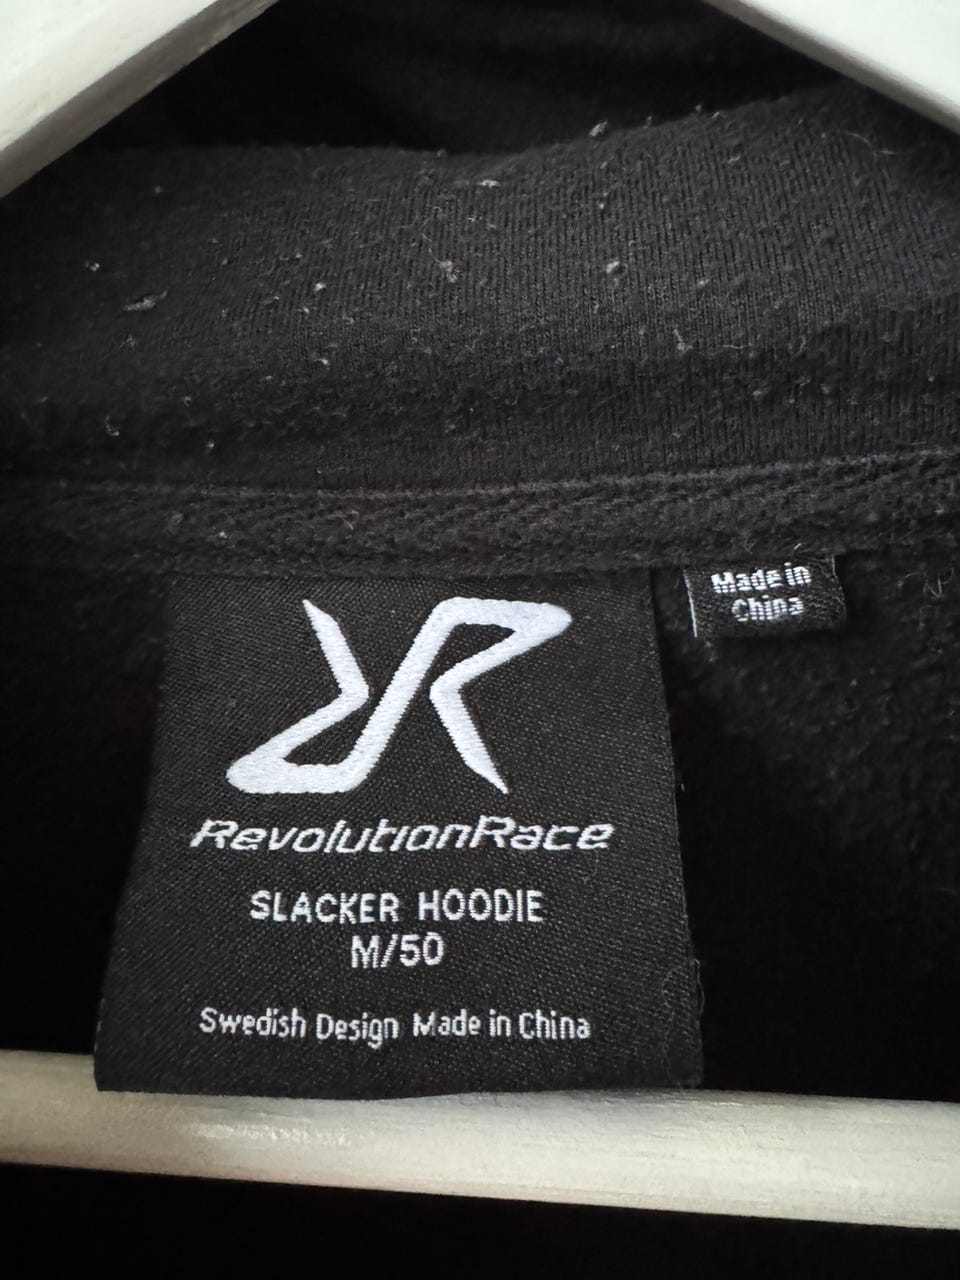 Made in
China
RevolutionRace
SLACKER HOODIE
M/50
Swedish Design Made in China